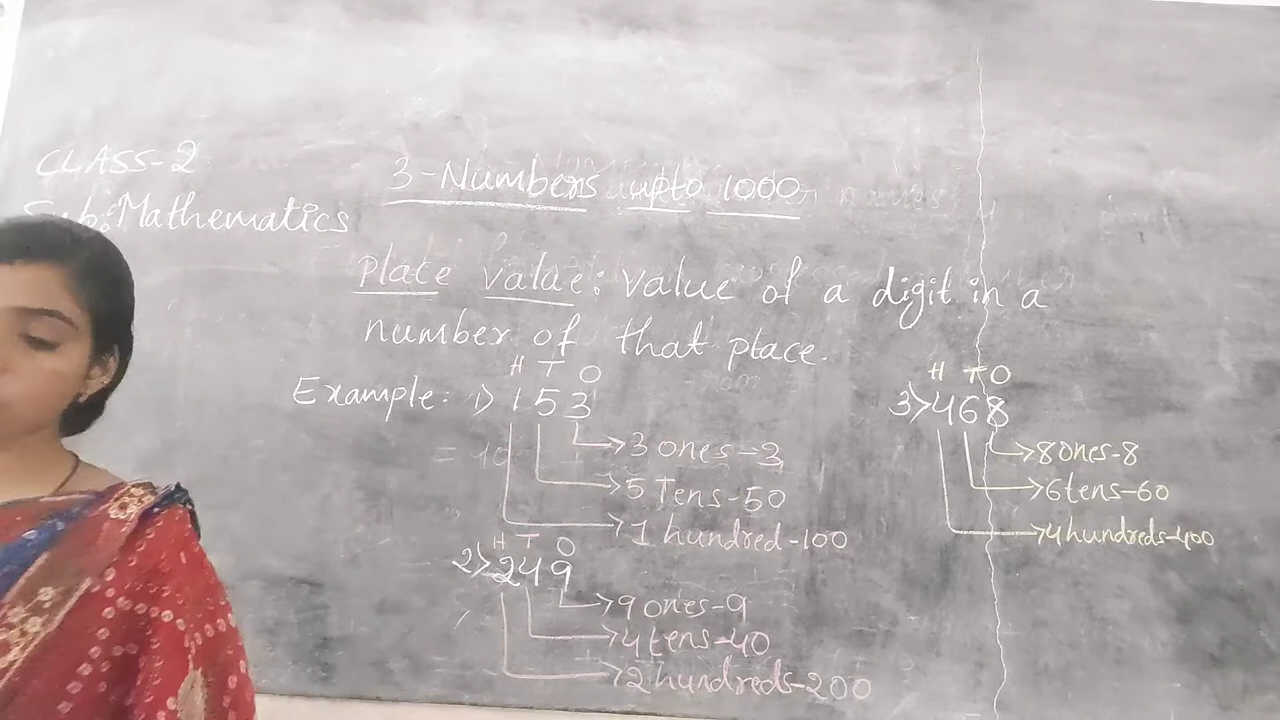 CLASS-2
Sub: Mathematics
3-Numbers upto 1000
place value: value of a digit in a
number of that place.
H T O
Example: 1> 153
3 ones-3
5 Tens-50
1 hundred-100
H T O
2> 249
9 ones-9
4 tens-40
2 hundreds-200
H T O
3> 468
8 ones-8
6 tens-60
4 hundreds-400